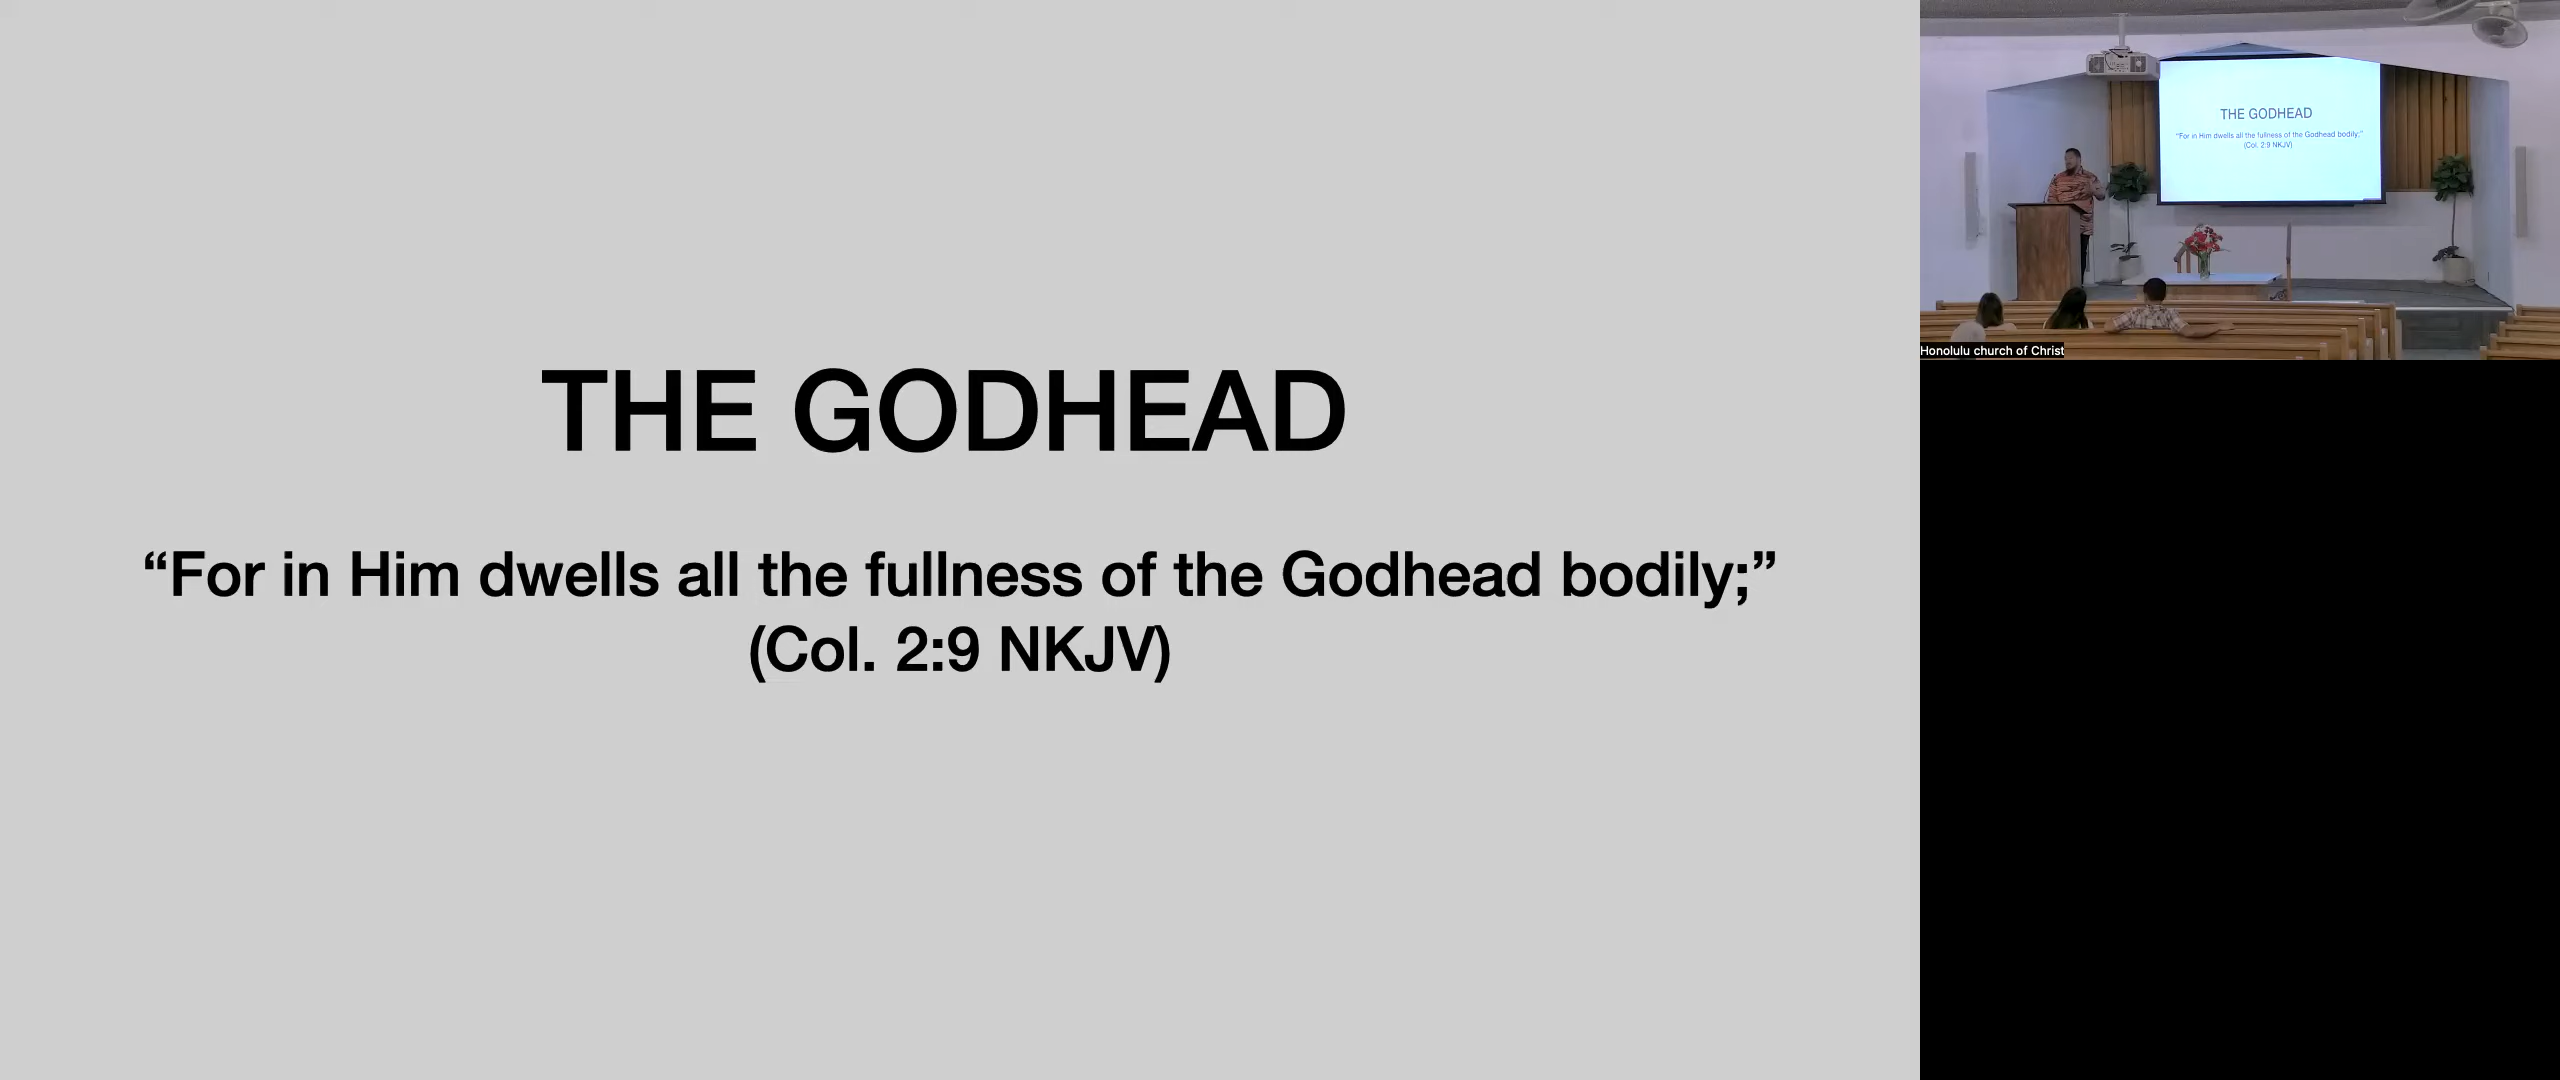 THE GODHEAD
“For in Him dwells all the fullness of the Godhead bodily;”
(Col. 2:9 NKJV)
THE GODHEAD
“For in Him dwells all the fullness of the Godhead bodily;”
(Col. 2:9 NKJV)
Honolulu church of Christ